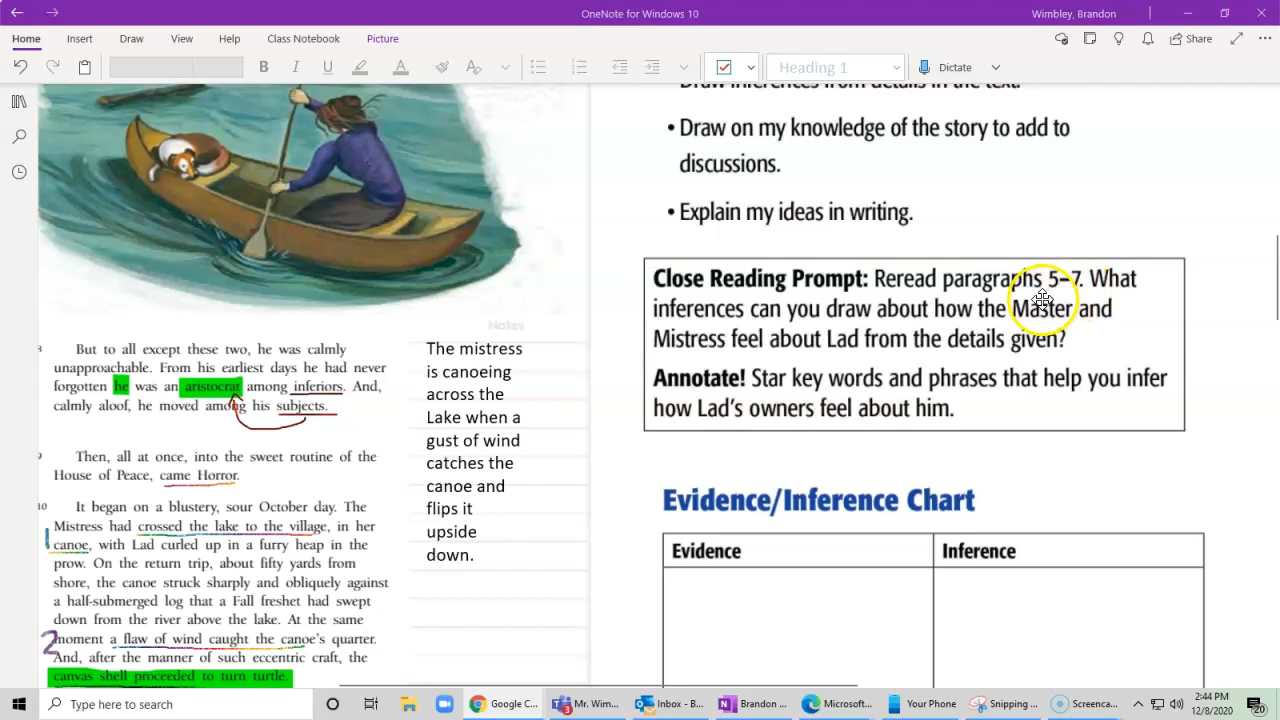 OneNote for Windows 10
Wimbley, Brandon
Home
Insert
Draw
View
Help
Class Notebook
Picture
Share
Heading 1
Dictate
Draw inferences from details in the text.
• Draw on my knowledge of the story to add to
discussions.
• Explain my ideas in writing.
Close Reading Prompt: Reread paragraphs 5–7. What
inferences can you draw about how the Master and
Mistress feel about Lad from the details given?
Annotate! Star key words and phrases that help you infer
how Lad's owners feel about him.
Evidence/Inference Chart
Evidence
Inference
Notes
But to all except these two, he was calmly
unapproachable. From his earliest days he had never
forgotten he was an aristocrat among inferiors. And,
calmly aloof, he moved among his subjects.
9
Then, all at once, into the sweet routine of the
House of Peace, came Horror.
10
It began on a blustery, sour October day. The
Mistress had crossed the lake to the village, in her
1
canoe, with Lad curled up in a furry heap in the
prow. On the return trip, about fifty yards from
shore, the canoe struck sharply and obliquely against
a half-submerged log that a Fall freshet had swept
down from the river above the lake. At the same
2
moment a flaw of wind caught the canoe's quarter.
And, after the manner of such eccentric craft, the
canvas shell proceeded to turn turtle.
The mistress
is canoeing
across the
Lake when a
gust of wind
catches the
canoe and
flips it
upside
down.
Type here to search
Google C...
Mr. Wim...
Inbox - B...
Brandon ...
Microsoft...
Your Phone
Snipping ...
Screenca...
2:44 PM
12/8/2020
20